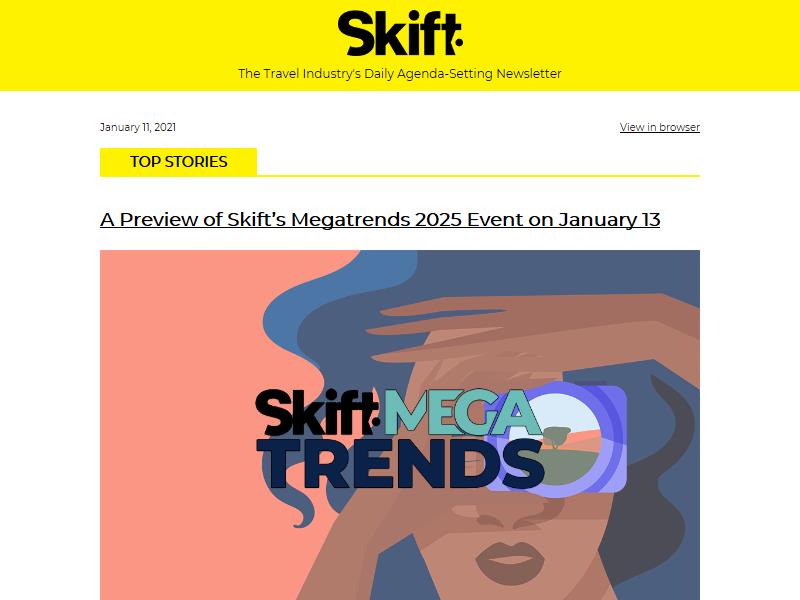 Skift
The Travel Industry's Daily Agenda-Setting Newsletter
January 11, 2021
View in browser
TOP STORIES
A Preview of Skift's Megatrends 2025 Event on January 13
Skift MEGA
TRENDS